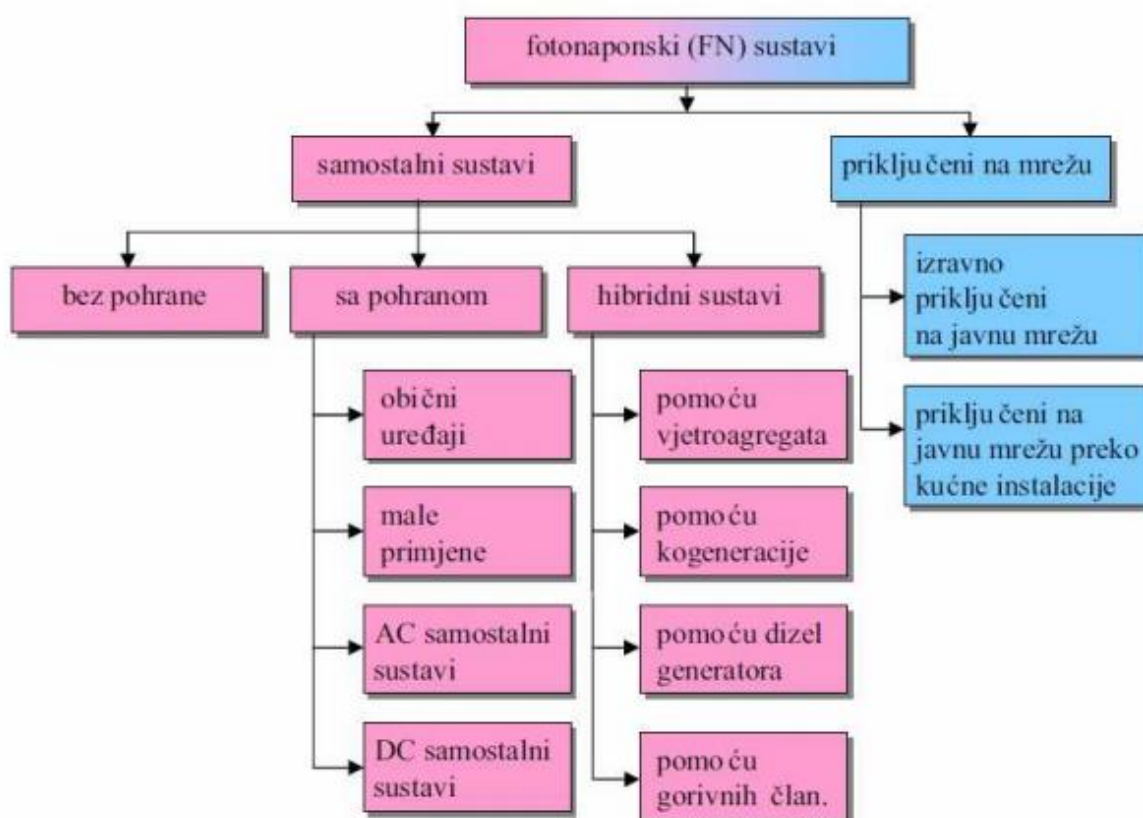 fotonaponski (FN) sustavi
samostalni sustavi
priključeni na mrežu
bez pohrane
sa pohranom
hibridni sustavi
izravno
priključeni
na javnu mrežu
obični
uređaji
pomoću
vjetroagregata
priključeni na
javnu mrežu preko
kućne instalacije
male
primjene
pomoću
kogeneracije
AC samostalni
sustavi
pomoću dizel
generatora
DC samostalni
sustavi
pomoću
gorivnih član.